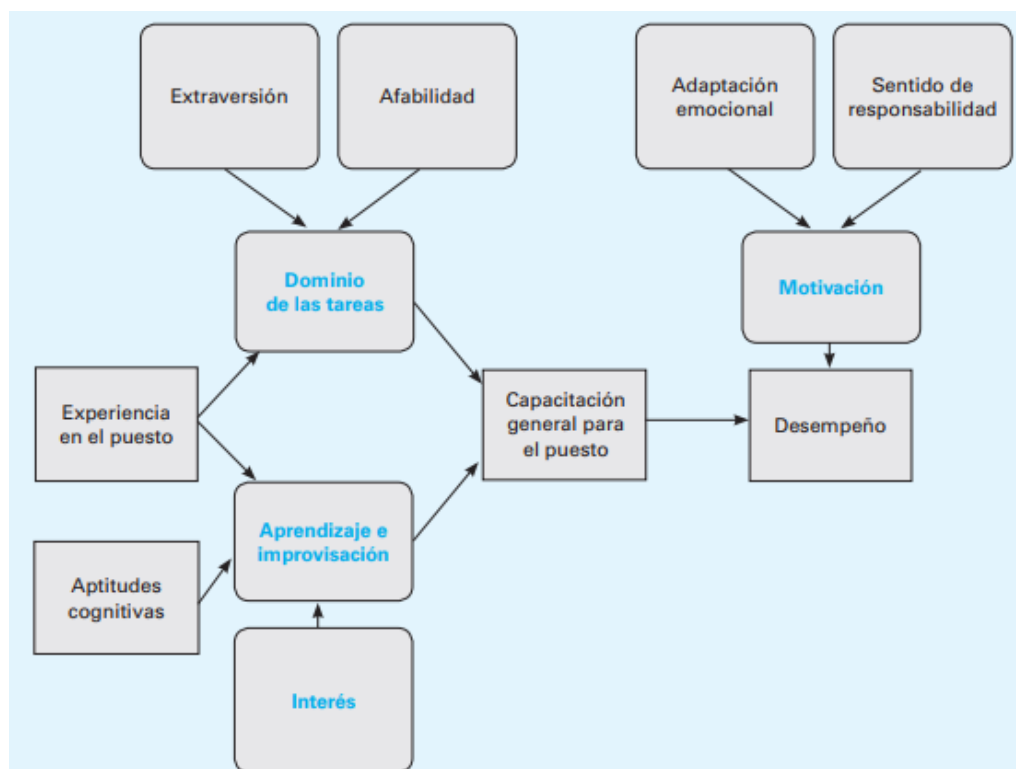 Extraversión
Afabilidad
Adaptación
emocional
Sentido de
responsabilidad
Dominio
de las tareas
Motivación
Experiencia
en el puesto
Capacitación
general para
el puesto
Desempeño
Aprendizaje e
improvisación
Aptitudes
cognitivas
Interés